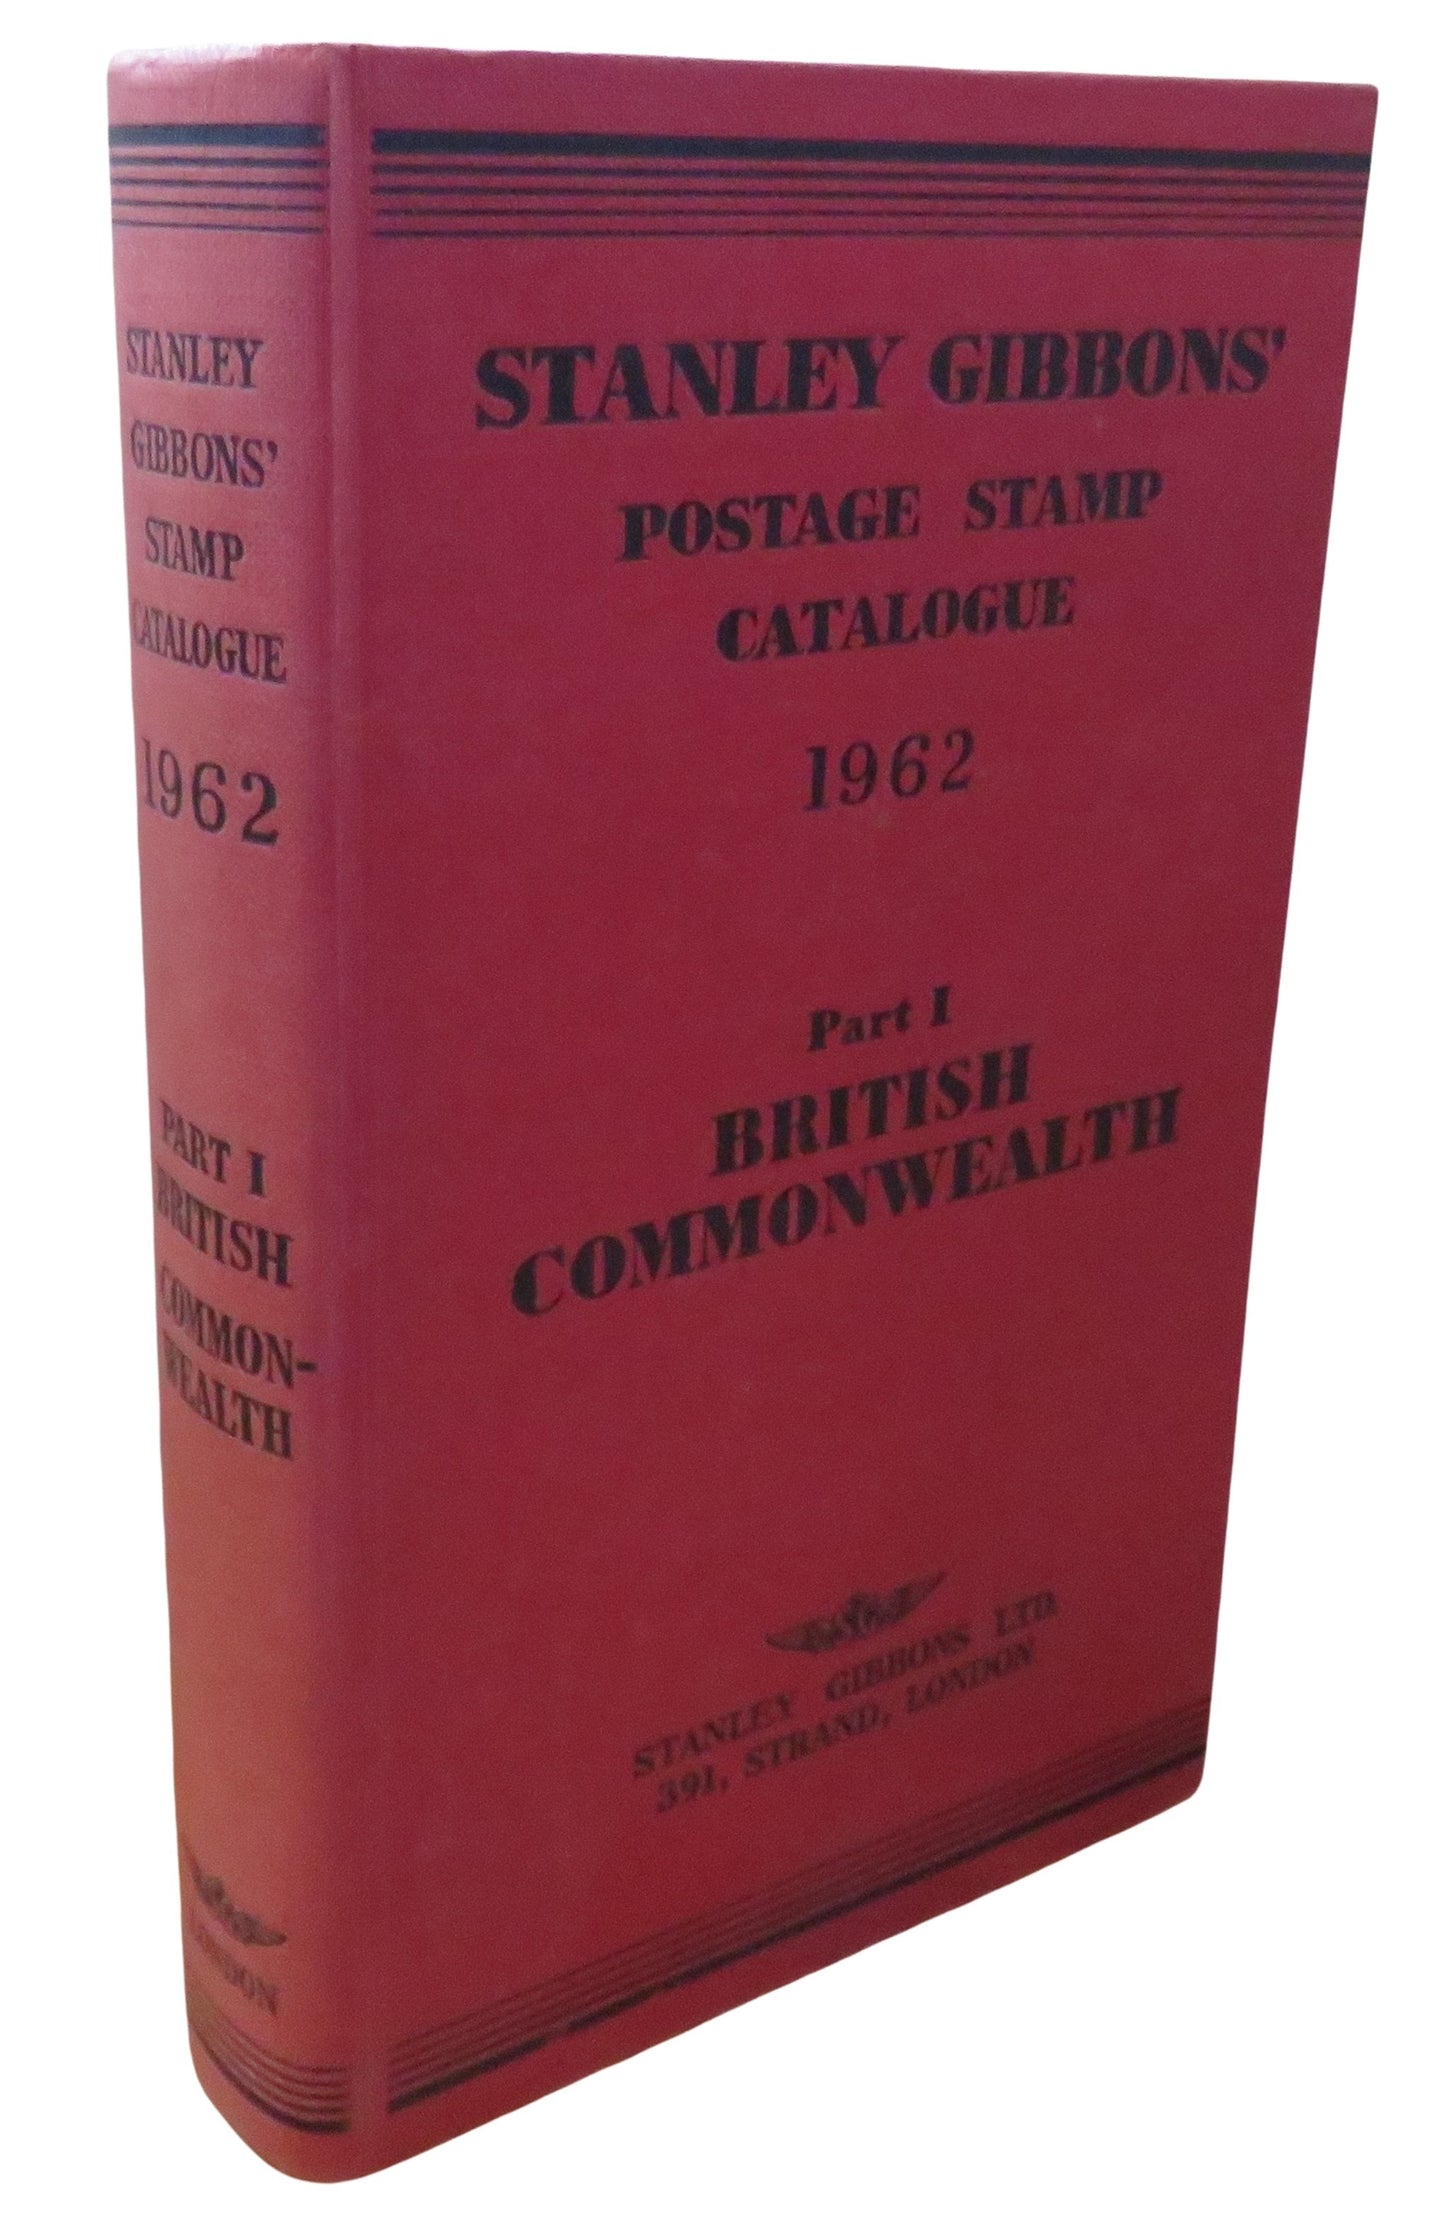 STANLEY
GIBBONS'
STAMP
CATALOGUE
1962
PART I
BRITISH
COMMON-
WEALTH
LONDON
STANLEY GIBBONS'
POSTAGE STAMP
CATALOGUE
1962
Part I
BRITISH
COMMONWEALTH
STANLEY GIBBONS LTD.
391, STRAND, LONDON